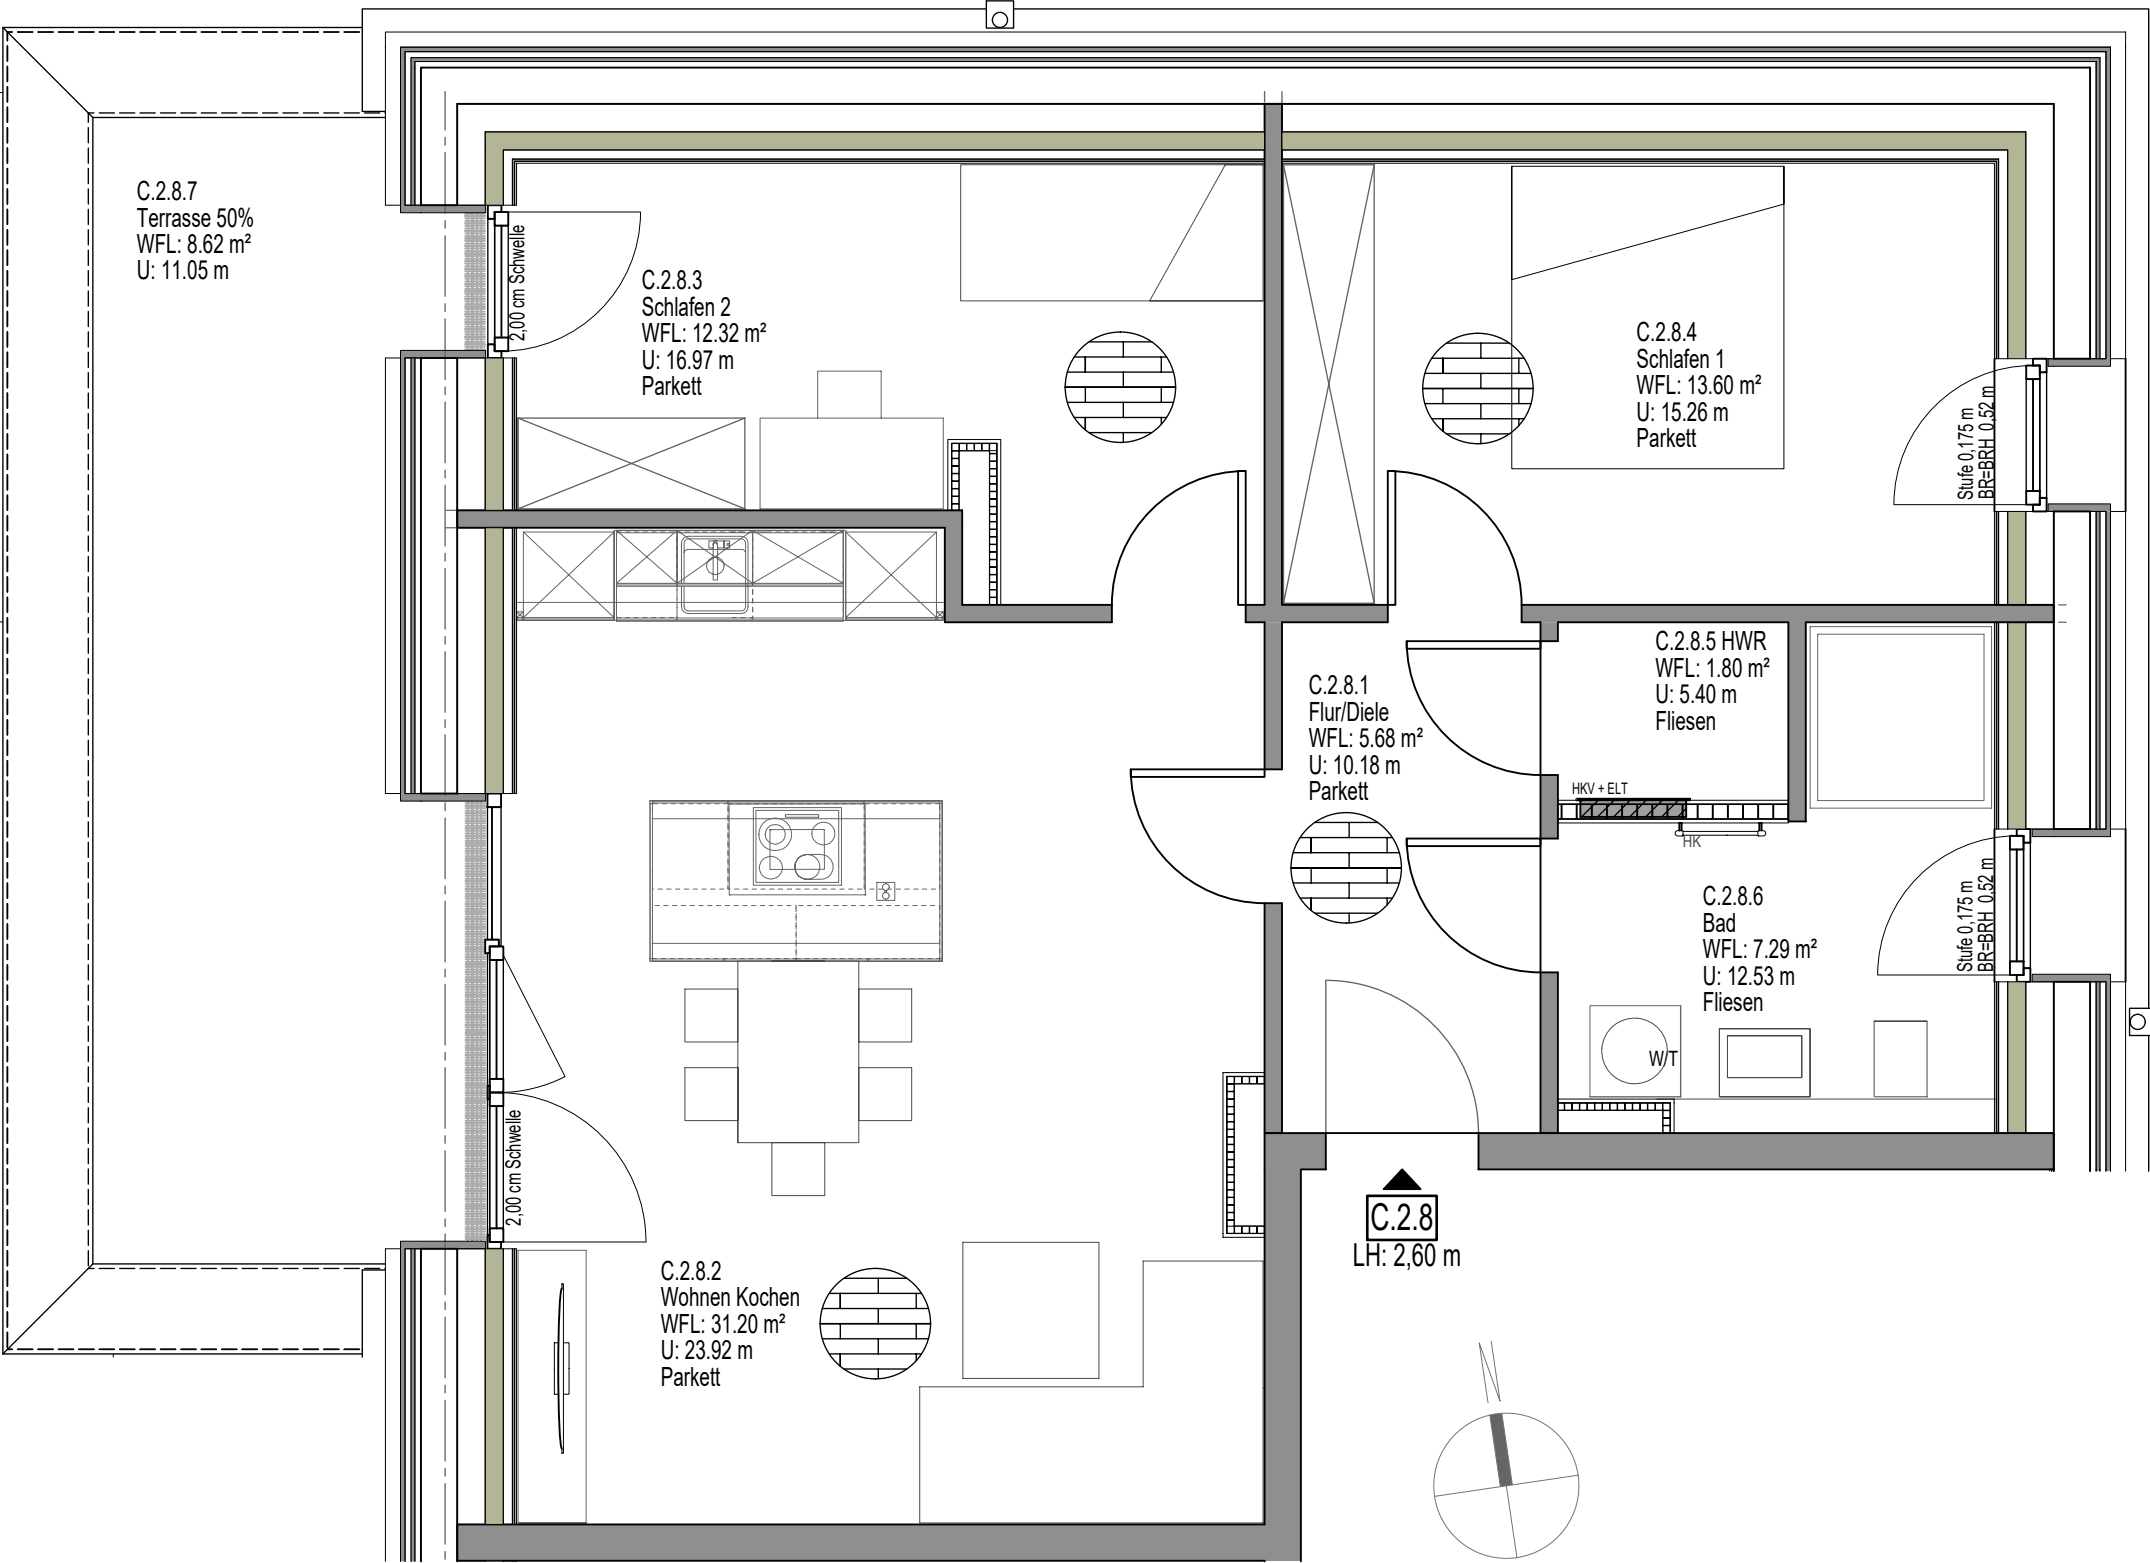 C.2.8.7
Terrasse 50%
WFL: 8.62 m²
U: 11.05 m
2,00 cm Schwelle
C.2.8.3
Schlafen 2
WFL: 12.32 m²
U: 16.97 m
Parkett
C.2.8.4
Schlafen 1
WFL: 13.60 m²
U: 15.26 m
Parkett
Stufe 0,175 m
BR=BRH 0,52 m
C.2.8.5 HWR
WFL: 1.80 m²
U: 5.40 m
Fliesen
C.2.8.1
Flur/Diele
WFL: 5.68 m²
U: 10.18 m
Parkett
HKV + ELT
HK
C.2.8.6
Bad
WFL: 7.29 m²
U: 12.53 m
Fliesen
Stufe 0,175 m
BR=BRH 0,52 m
W/T
2,00 cm Schwelle
C.2.8
LH: 2,60 m
C.2.8.2
Wohnen Kochen
WFL: 31.20 m²
U: 23.92 m
Parkett
N